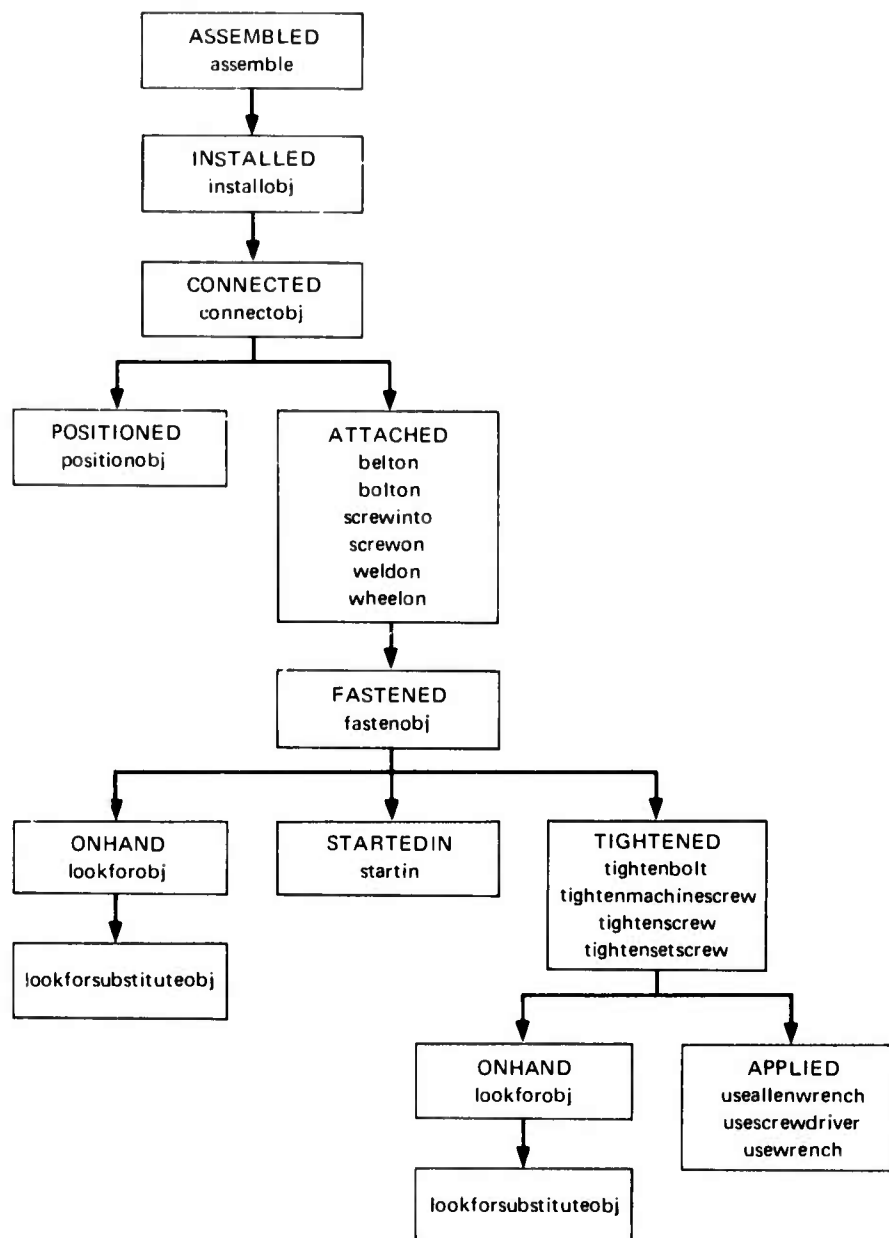 ASSEMBLED
assemble
INSTALLED
installobj
CONNECTED
connectobj
POSITIONED
positionobj
ATTACHED
belton
bolton
screwinto
screwon
weldon
wheelon
FASTENED
fastenobj
ONHAND
lookforobj
lookforsubstituteobj
STARTEDIN
startin
TIGHTENED
tightenbolt
tightenmachinescrew
tightenscrew
tightensetscrew
ONHAND
lookforobj
lookforsubstituteobj
APPLIED
useallenwrench
usescrewdriver
usewrench